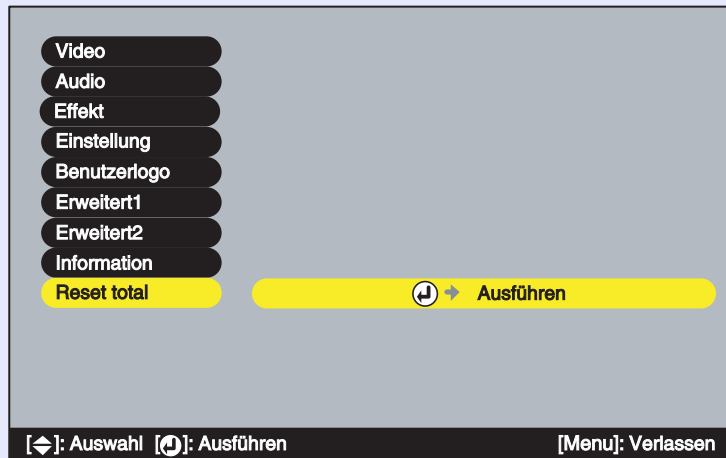 Video
Audio
Effekt
Einstellung
Benutzerlogo
Erweitert1
Erweitert2
Information
Reset total Ausführen
[]: Auswahl []: Ausführen [Menu]: Verlassen